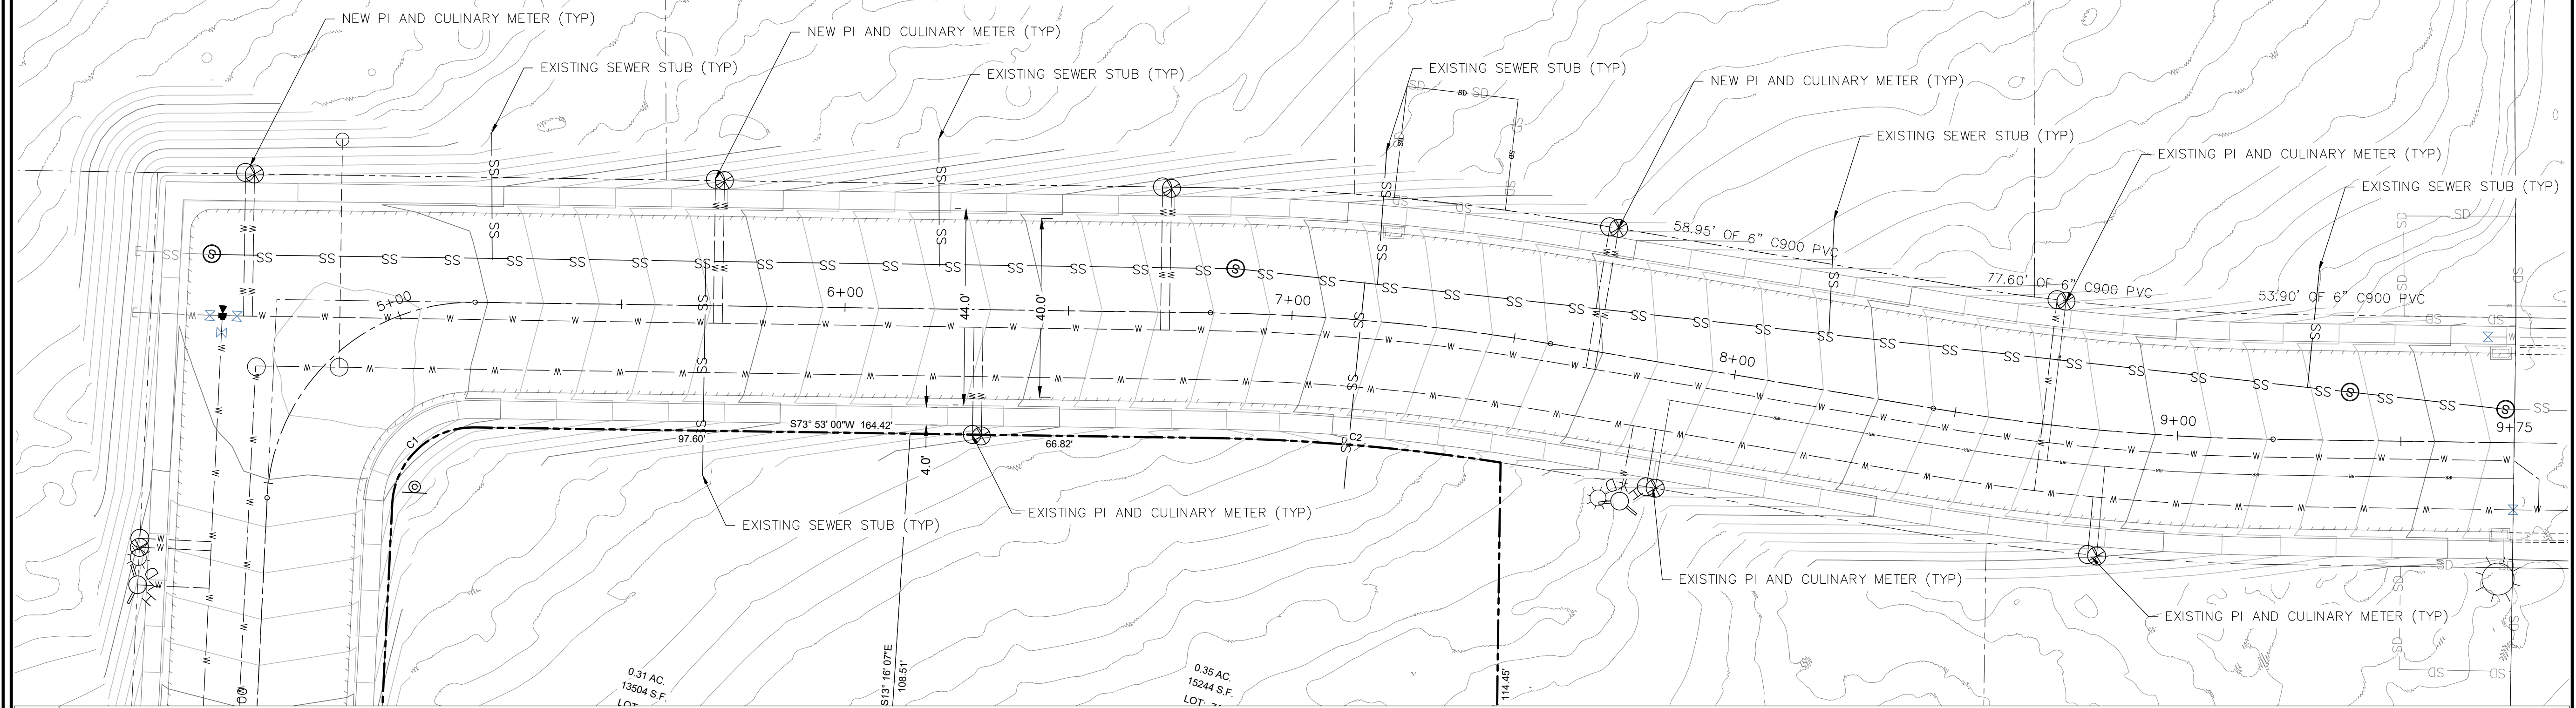 NEW PI AND CULINARY METER (TYP)
NEW PI AND CULINARY METER (TYP)
EXISTING SEWER STUB (TYP)
EXISTING SEWER STUB (TYP)
EXISTING SEWER STUB (TYP)
NEW PI AND CULINARY METER (TYP)
EXISTING SEWER STUB (TYP)
EXISTING PI AND CULINARY METER (TYP)
EXISTING SEWER STUB (TYP)
58.95' OF 6" C900 PVC
77.60' OF 6" C900 PVC
53.90' OF 6" C900 PVC
5+00
6+00
7+00
8+00
9+00
9+75
44.0'
40.0'
4.0'
C1
S73° 53' 00"W 164.42'
97.60'
66.82'
C2
EXISTING SEWER STUB (TYP)
EXISTING PI AND CULINARY METER (TYP)
EXISTING PI AND CULINARY METER (TYP)
EXISTING PI AND CULINARY METER (TYP)
0.31 AC.
13504 S.F.
S13° 16' 07"E
108.51'
0.35 AC.
15244 S.F.
LOT:
114.45'
SS
SD
W
E
S